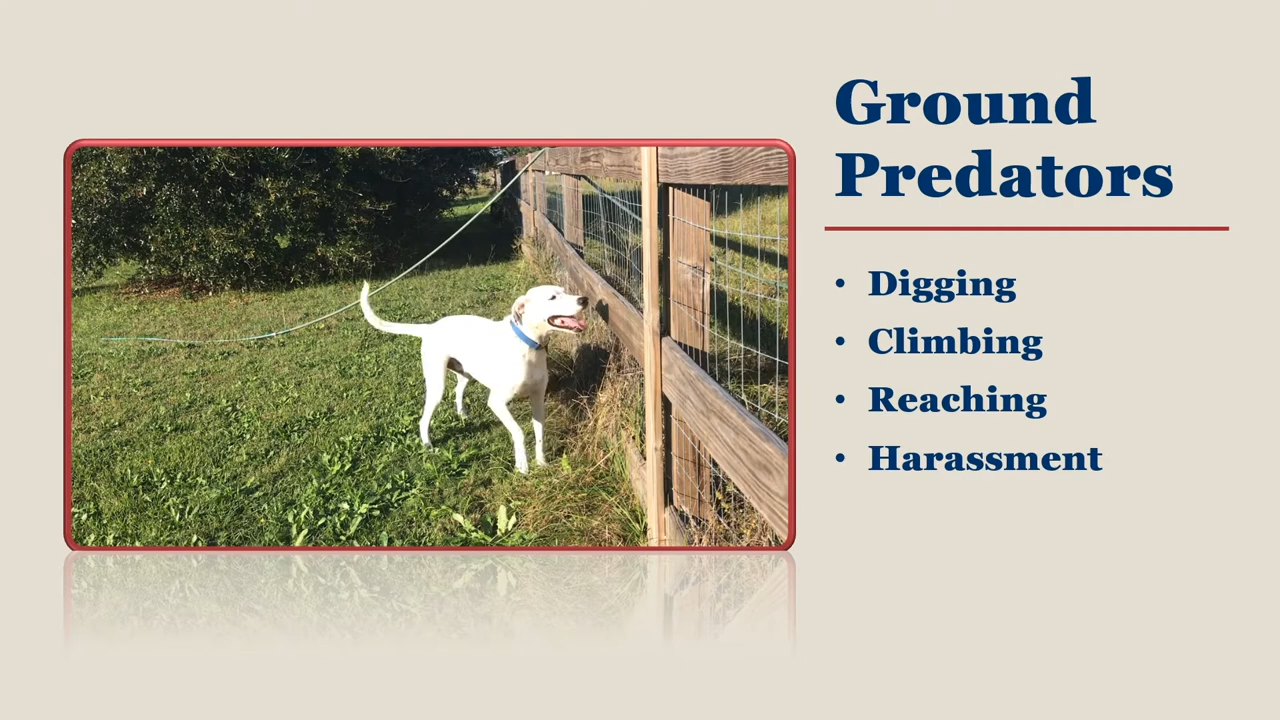 Ground
Predators
• Digging
• Climbing
• Reaching
• Harassment